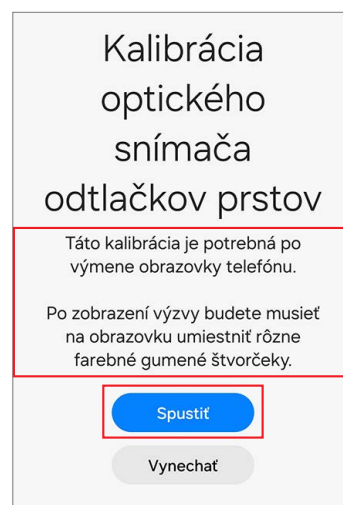 Kalibrácia
optického
snímača
odtlačkov prstov
Táto kalibrácia je potrebná po
výmene obrazovky telefónu.
Po zobrazení výzvy budete musieť
na obrazovku umiestniť rôzne
farebné gumené štvorčeky.
Spustiť
Vynechať